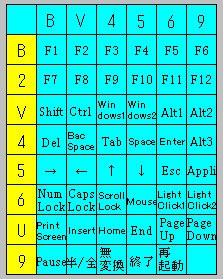 B V 4 5 6 9
B F1 F2 F3 F4 F5 F6
2 F7 F8 F9 F10 F11 F12
V Shift Ctrl Win dows1 Win dows2 Alt1 Alt2
4 Del Bac Space Tab Space Enter Alt3
5 → ← ↑ ↓ Esc Appli
6 Num Lock Caps Lock Scroll Lock Mouse Light Click1 Light Click2
U Print Screen Insert Home End Page Up Page Down
9 Pause 半/全 無変換 終了 再起動